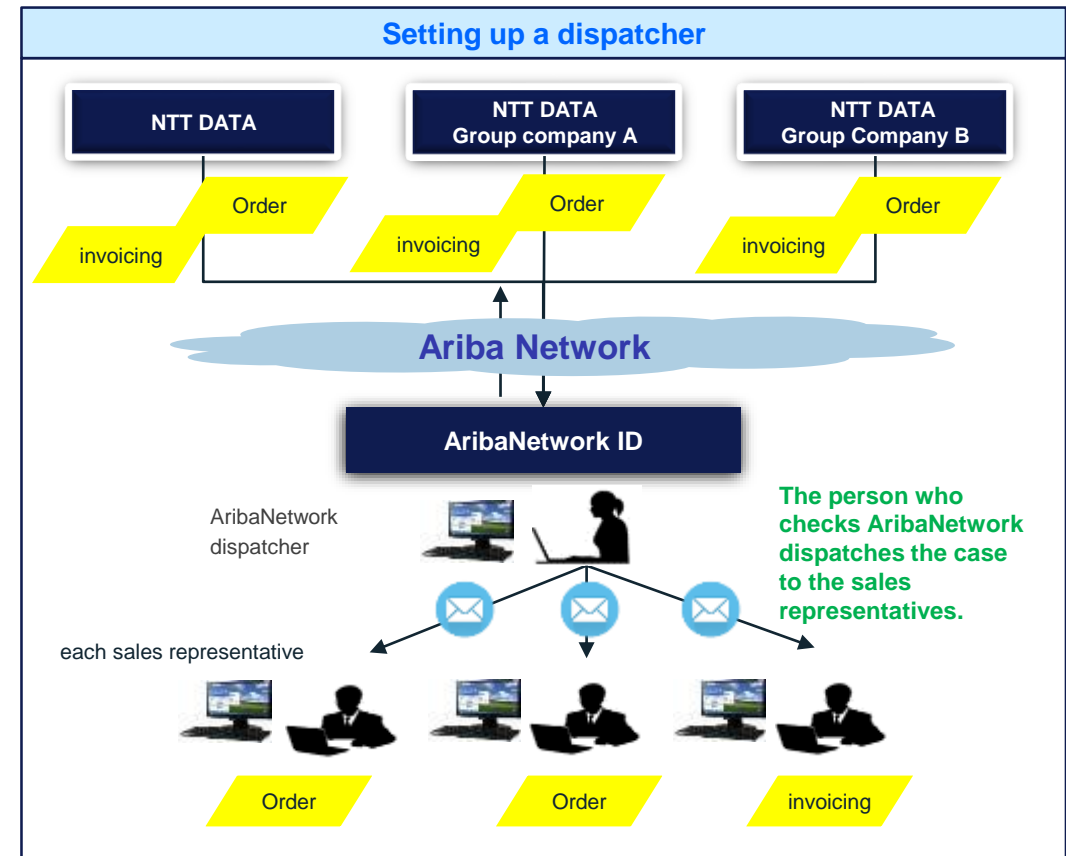 Setting up a dispatcher
NTT DATA
NTT DATA
Group company A
NTT DATA
Group Company B
Order
invoicing
Order
invoicing
Order
invoicing
Ariba Network
AribaNetwork ID
AribaNetwork
dispatcher
The person who
checks AribaNetwork
dispatches the case
to the sales
representatives.
each sales representative
Order
Order
invoicing